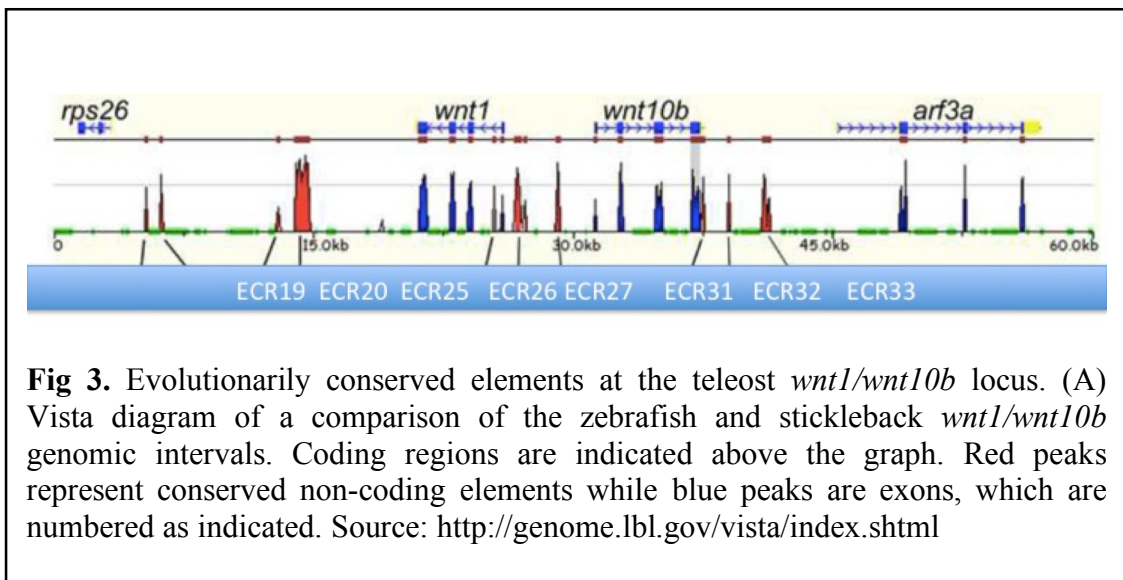 rps26 wnt1 wnt10b arf3a
0 15.0kb 30.0kb 45.0kb 60.0kb
ECR19 ECR20 ECR25 ECR26 ECR27 ECR31 ECR32 ECR33
Fig 3. Evolutionarily conserved elements at the teleost wnt1/wnt10b locus. (A)
Vista diagram of a comparison of the zebrafish and stickleback wnt1/wnt10b
genomic intervals. Coding regions are indicated above the graph. Red peaks
represent conserved non-coding elements while blue peaks are exons, which are
numbered as indicated. Source: http://genome.lbl.gov/vista/index.shtml